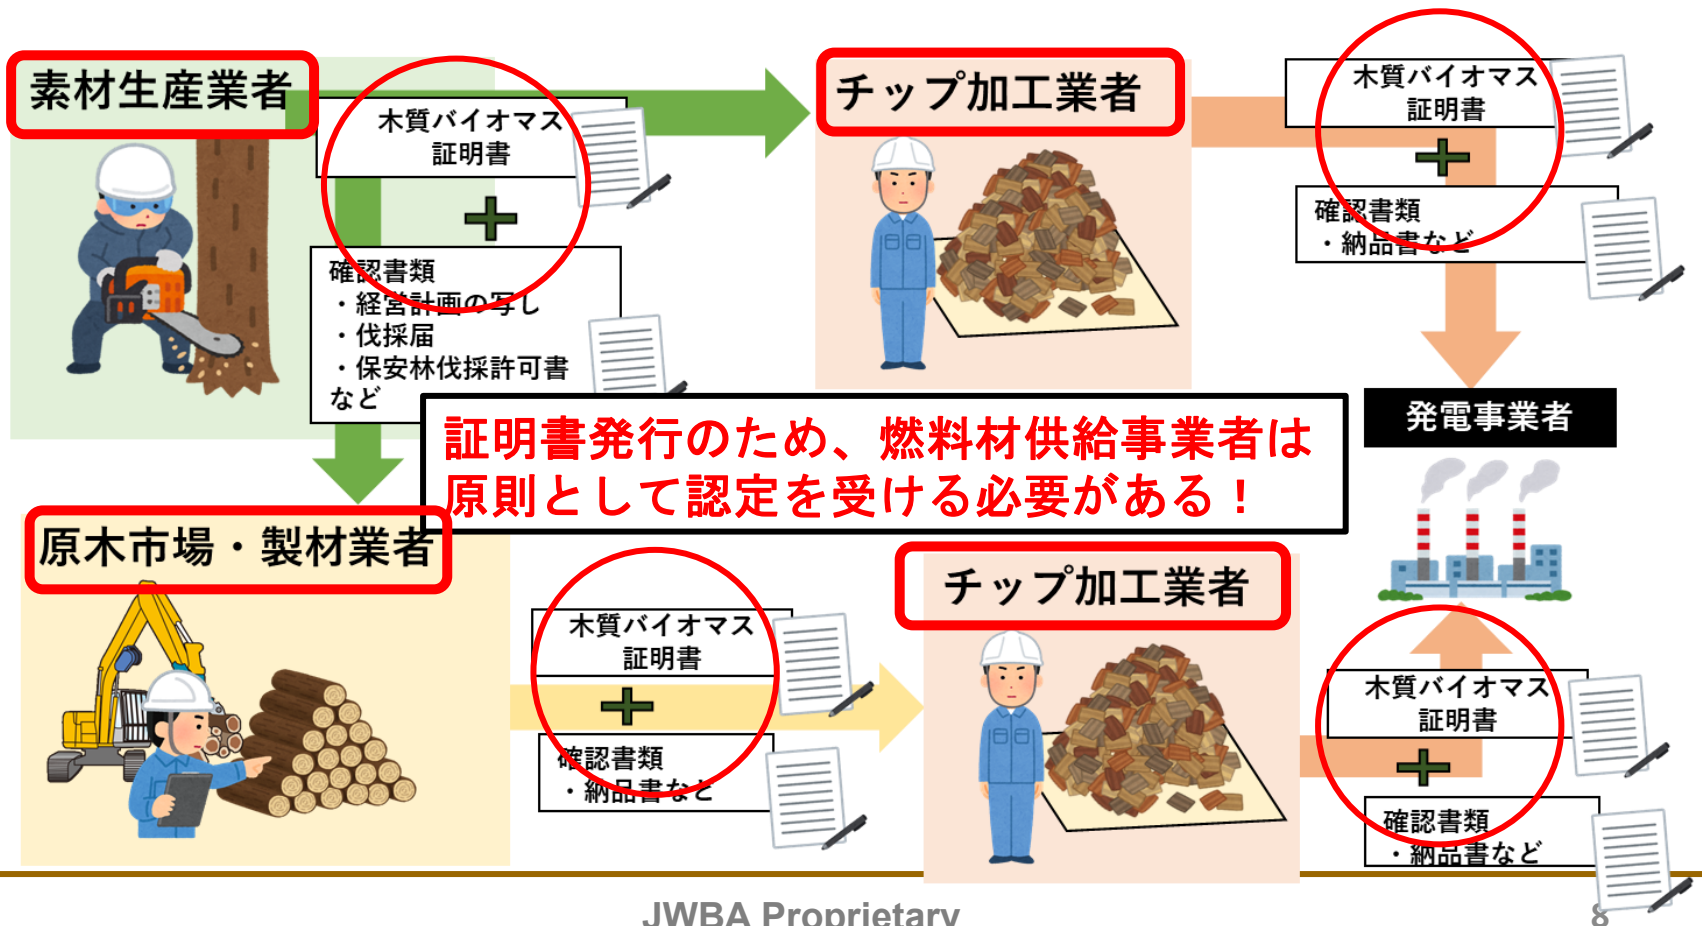 素材生産業者
木質バイオマス
証明書
確認書類
・経営計画の写し
・伐採届
・保安林伐採許可書
など
チップ加工業者
木質バイオマス
証明書
確認書類
・納品書など
発電事業者
証明書発行のため、燃料材供給事業者は
原則として認定を受ける必要がある！
原木市場・製材業者
木質バイオマス
証明書
確認書類
・納品書など
チップ加工業者
木質バイオマス
証明書
確認書類
・納品書など
JWBA Proprietary
8